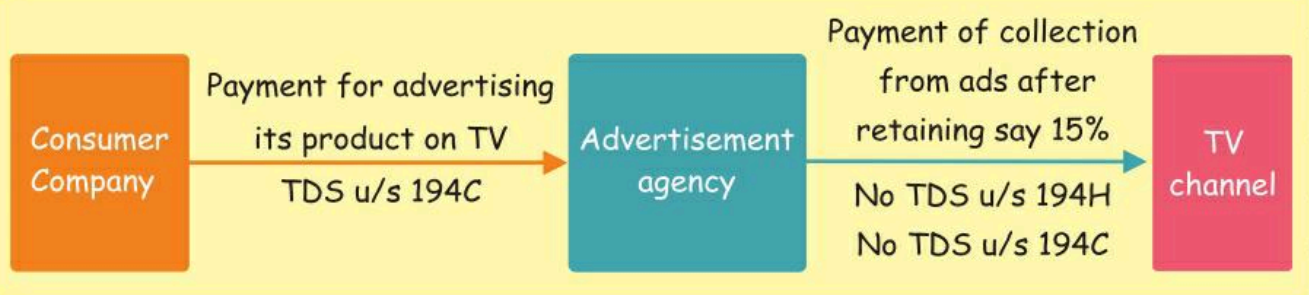 Consumer
Company
Payment for advertising
its product on TV
TDS u/s 194C
Advertisement
agency
Payment of collection
from ads after
retaining say 15%
No TDS u/s 194H
No TDS u/s 194C
TV
channel